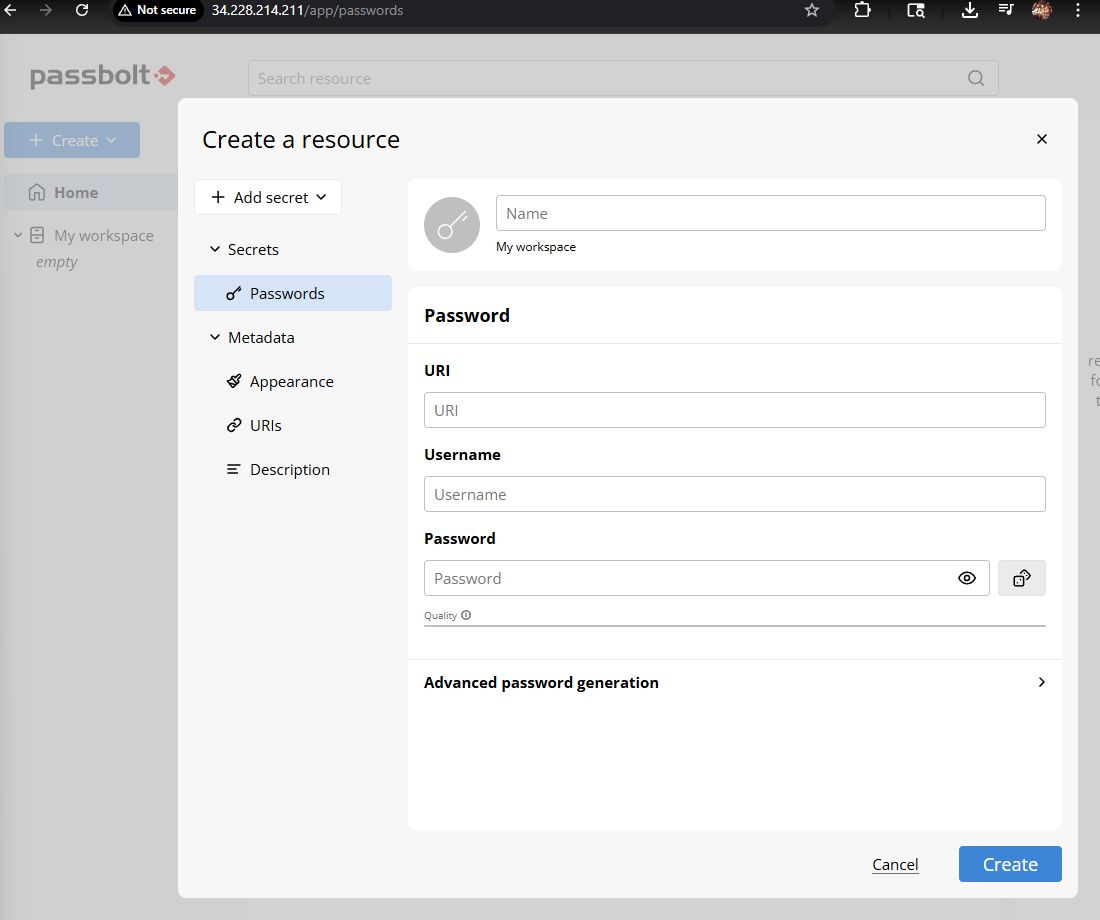 Not secure 34.228.214.211/app/passwords
passbolt
Search resource
Create
Home
My workspace
empty
Create a resource
Add secret
Secrets
Passwords
Metadata
Appearance
URIs
Description
Name
My workspace
Password
URI
URI
Username
Username
Password
Password
Quality
Advanced password generation
Cancel
Create